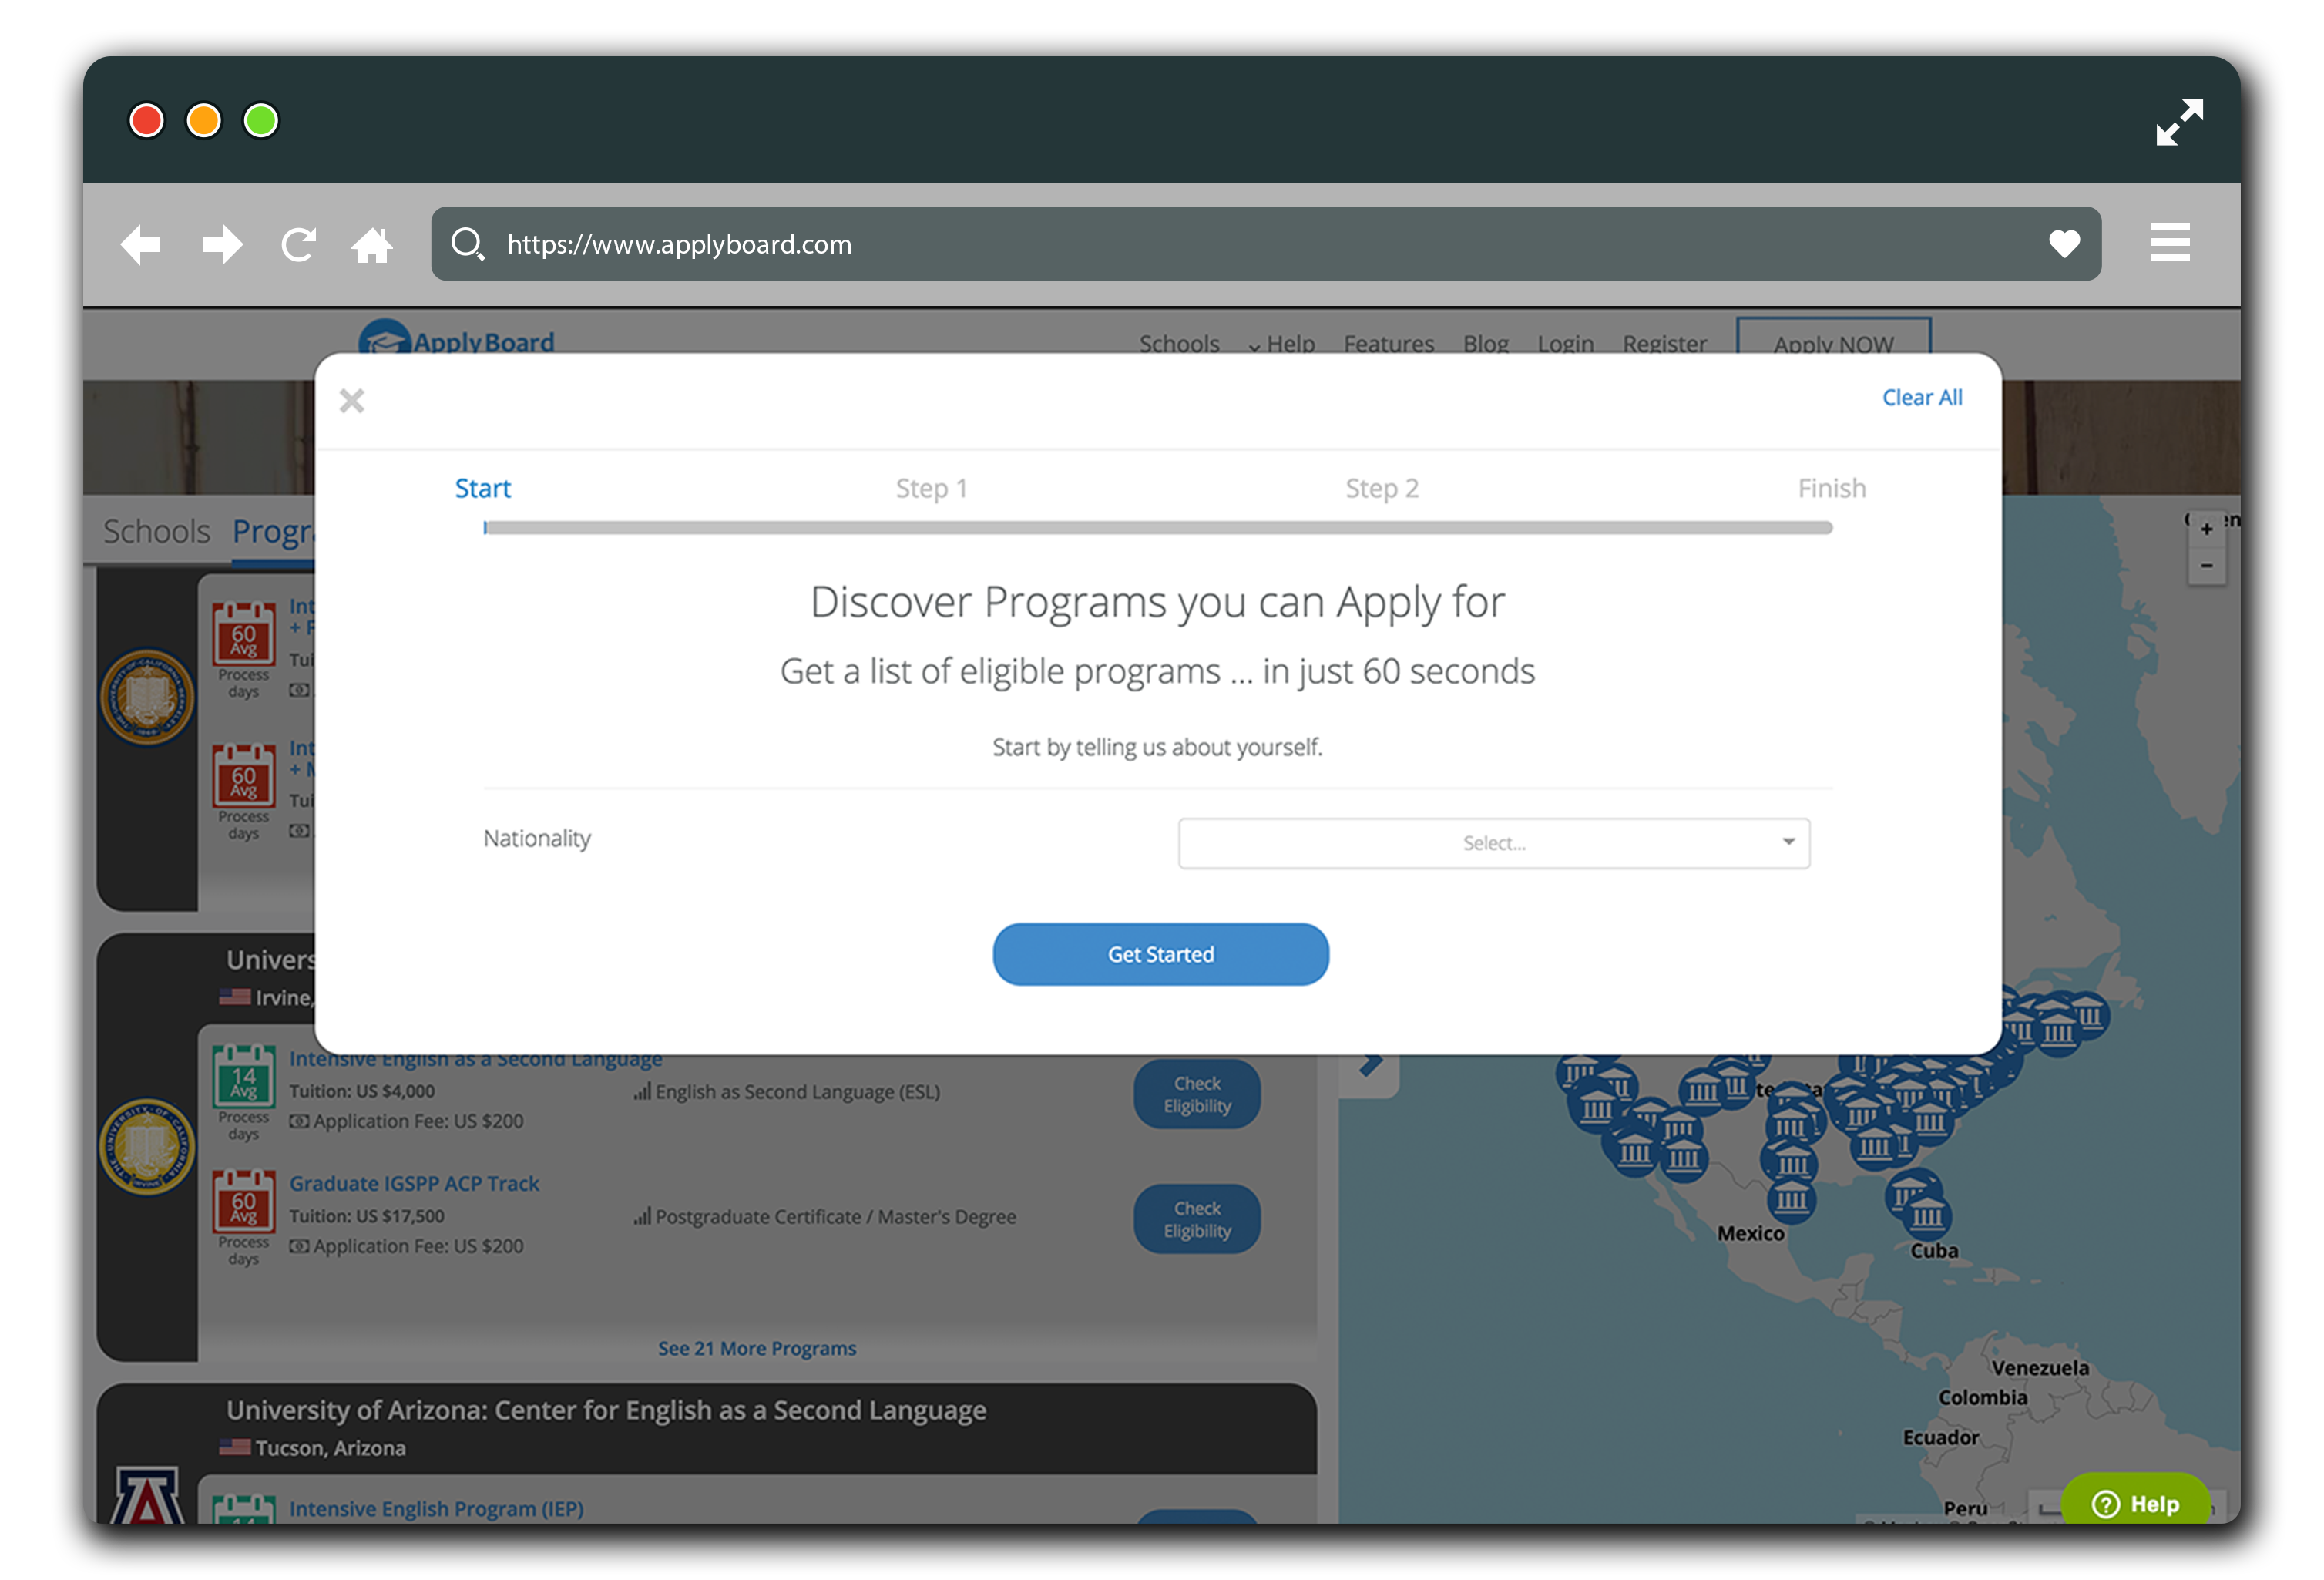 https://www.applyboard.com
ApplyBoard
Schools Help Features Blog Login Register Apply NOW
Clear All
Start Step 1 Step 2 Finish
Discover Programs you can Apply for
Get a list of eligible programs ... in just 60 seconds
Start by telling us about yourself.
Nationality
Select...
Get Started
Schools Progr
60
Avg
Process
days
Int
+ F
Tui
60
Avg
Process
days
Int
+ M
Tui
Univers
Irvine,
14
Avg
Process
days
Intensive English as a Second Language
Tuition: US $4,000
English as Second Language (ESL)
Application Fee: US $200
Check
Eligibility
60
Avg
Process
days
Graduate IGSPP ACP Track
Tuition: US $17,500
Postgraduate Certificate / Master's Degree
Application Fee: US $200
Check
Eligibility
See 21 More Programs
University of Arizona: Center for English as a Second Language
Tucson, Arizona
Intensive English Program (IEP)
+
−
Mexico
Cuba
Venezuela
Colombia
Ecuador
Peru
Help